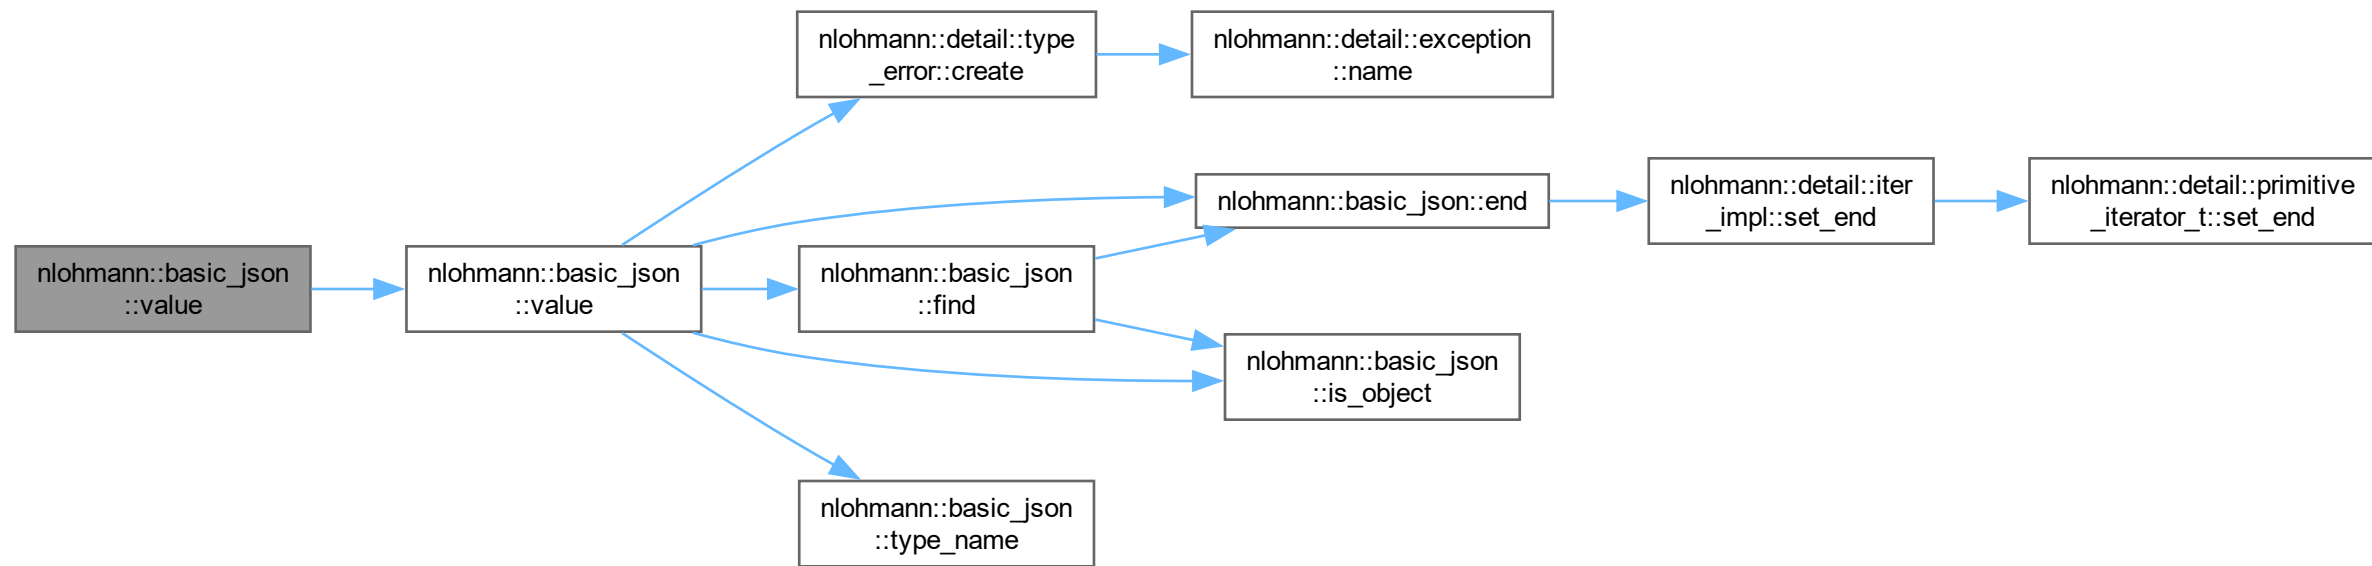 nlohmann::detail::type
_error::create
nlohmann::detail::exception
::name
nlohmann::basic_json::end
nlohmann::detail::iter
_impl::set_end
nlohmann::detail::primitive
_iterator_t::set_end
nlohmann::basic_json
::value
nlohmann::basic_json
::value
nlohmann::basic_json
::find
nlohmann::basic_json
::is_object
nlohmann::basic_json
::type_name